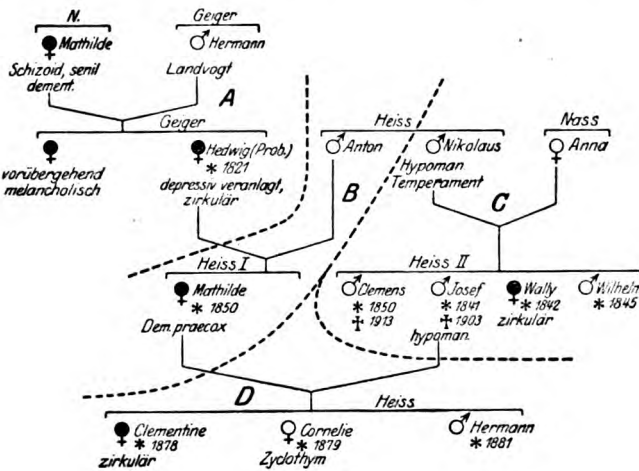 N.
Geiger
Mathilde
Hermann
Schizoid, senil
dement.
Landvogt
A
Geiger
vorübergehend
melancholisch
Hedwig (Prob.)
* 1821
depressiv veranlagt,
zirkulär
Heiss
Nass
Anton
Nikolaus
Anna
Hypoman
Temperament
B
C
Heiss I
Mathilde
* 1850
Dem. praecox
Heiss II
Clemens
* 1850
† 1913
Josef
* 1841
† 1903
hypoman.
Wally
* 1842
zirkulär
Wilhelm
* 1845
D
Heiss
Clementine
* 1878
zirkulär
Cornelie
* 1879
Zyclothym
Hermann
* 1881